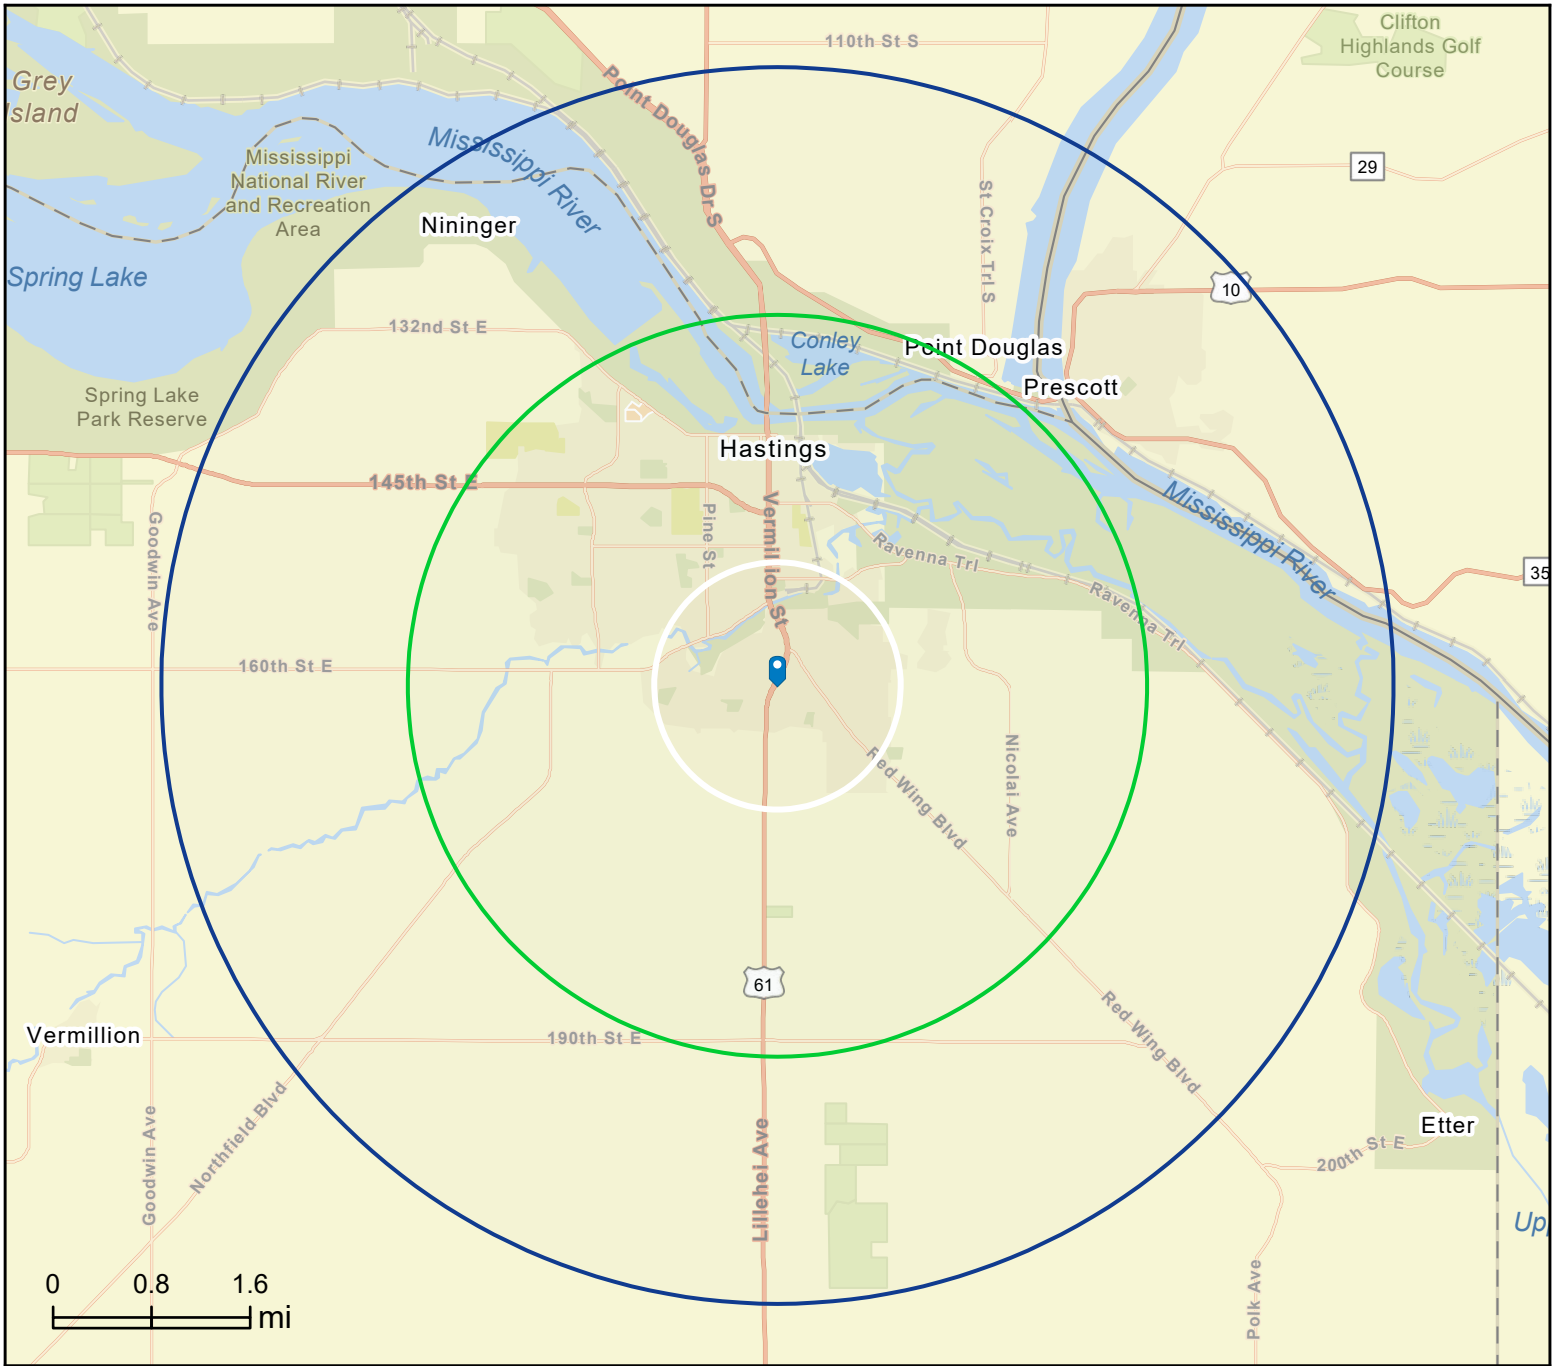 Clifton
Highlands Golf
Course
110th St S
Grey
Island
Point Douglas Dr S
Mississippi River
Mississippi
National River
and Recreation
Area
29
St Croix Trl S
Nininger
Spring Lake
10
132nd St E
Conley
Lake
Point Douglas
Prescott
Spring Lake
Park Reserve
Hastings
145th St E
Vermilion St
Pine St
Goodwin Ave
Mississippi River
Ravenna Trl
35
Ravenna Trl
160th St E
Nicolai Ave
Red Wing Blvd
61
Vermillion
190th St E
Red Wing Blvd
Northfield Blvd
Goodwin Ave
Lillehei Ave
Etter
200th St E
Up
Polk Ave
0 0.8 1.6
mi